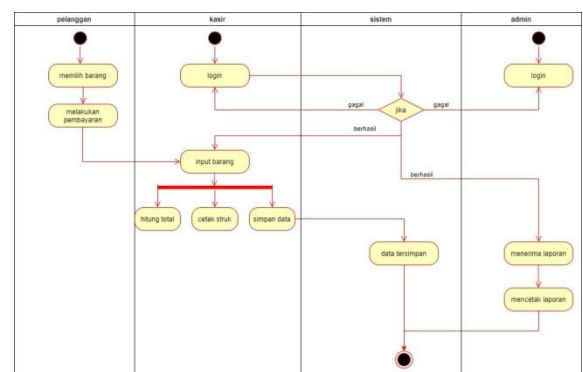 pelanggan
kasir
sistem
admin
memilih barang
login
login
melakukan
pembayaran
gagal
jika
gagal
berhasil
input barang
berhasil
hitung total
cetak struk
simpan data
data tersimpan
menerima laporan
mencetak laporan